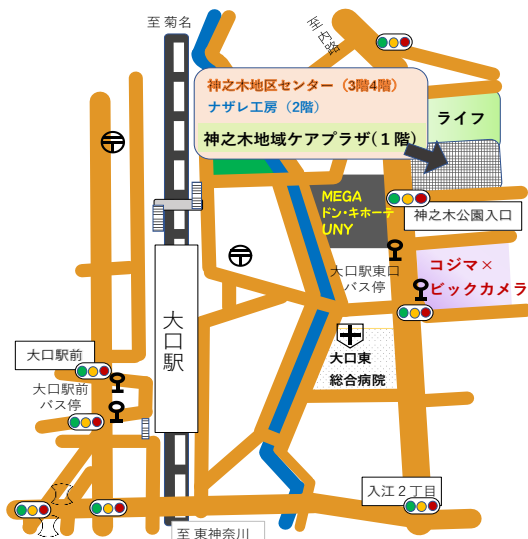 至 菊名
至内路
神之木地区センター（3階4階）
ナザレ工房（2階）
神之木地域ケアプラザ(１階)
ライフ
MEGA
ドン･キホーテ
UNY
神之木公園入口
大口駅東口
バス停
コジマ×
ビックカメラ
大口駅
大口駅前
大口駅前
バス停
大口東
総合病院
入江２丁目
至 東神奈川